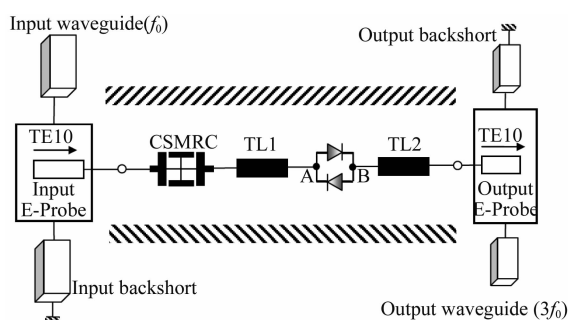 Input waveguide(f0)
Output backshort
TE10
Input
E-Probe
CSMRC
TL1
A
B
TL2
TE10
Output
E-Probe
Input backshort
Output waveguide (3f0)